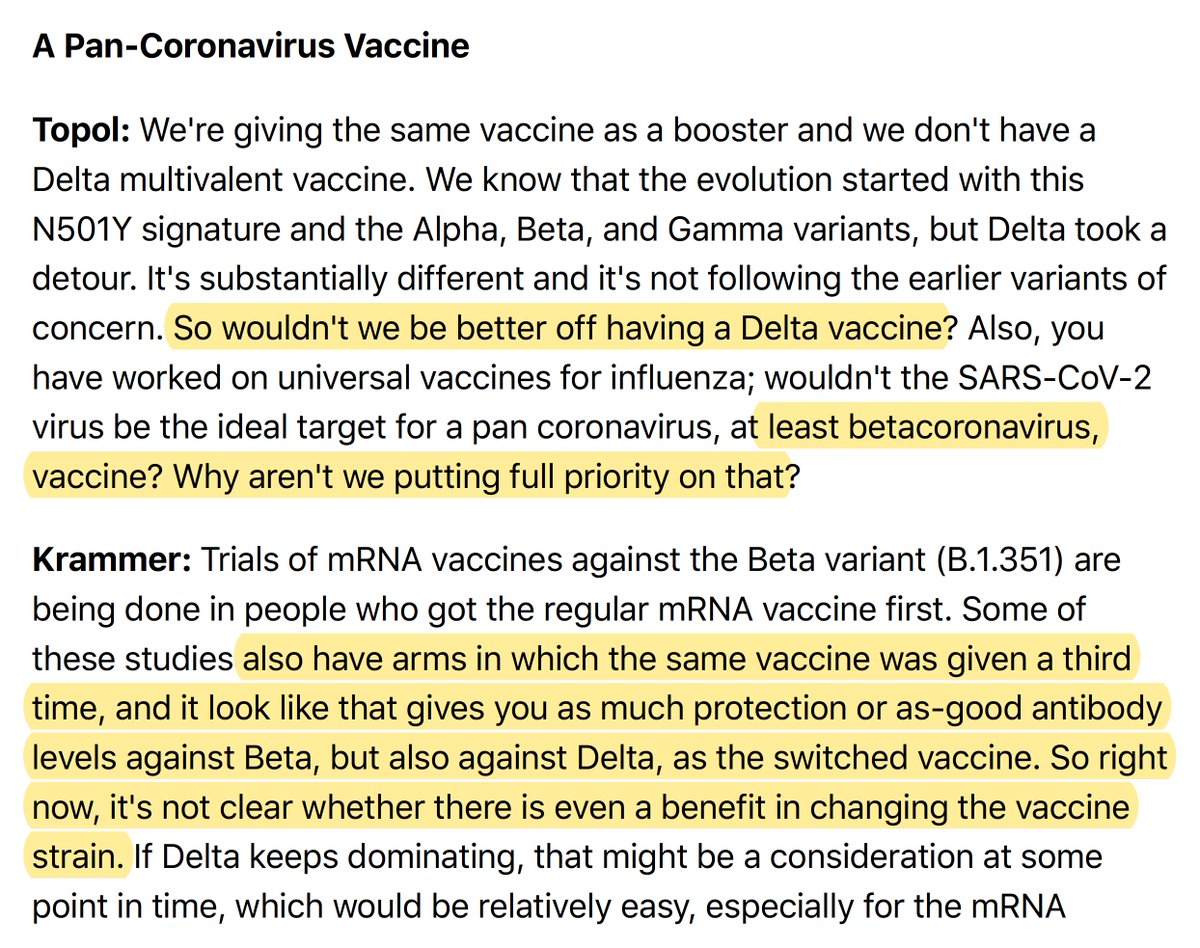 A Pan-Coronavirus Vaccine
Topol: We're giving the same vaccine as a booster and we don't have a
Delta multivalent vaccine. We know that the evolution started with this
N501Y signature and the Alpha, Beta, and Gamma variants, but Delta took a
detour. It's substantially different and it's not following the earlier variants of
concern. So wouldn't we be better off having a Delta vaccine? Also, you
have worked on universal vaccines for influenza; wouldn't the SARS-CoV-2
virus be the ideal target for a pan coronavirus, at least betacoronavirus,
vaccine? Why aren't we putting full priority on that?
Krammer: Trials of mRNA vaccines against the Beta variant (B.1.351) are
being done in people who got the regular mRNA vaccine first. Some of
these studies also have arms in which the same vaccine was given a third
time, and it look like that gives you as much protection or as-good antibody
levels against Beta, but also against Delta, as the switched vaccine. So right
now, it's not clear whether there is even a benefit in changing the vaccine
strain. If Delta keeps dominating, that might be a consideration at some
point in time, which would be relatively easy, especially for the mRNA